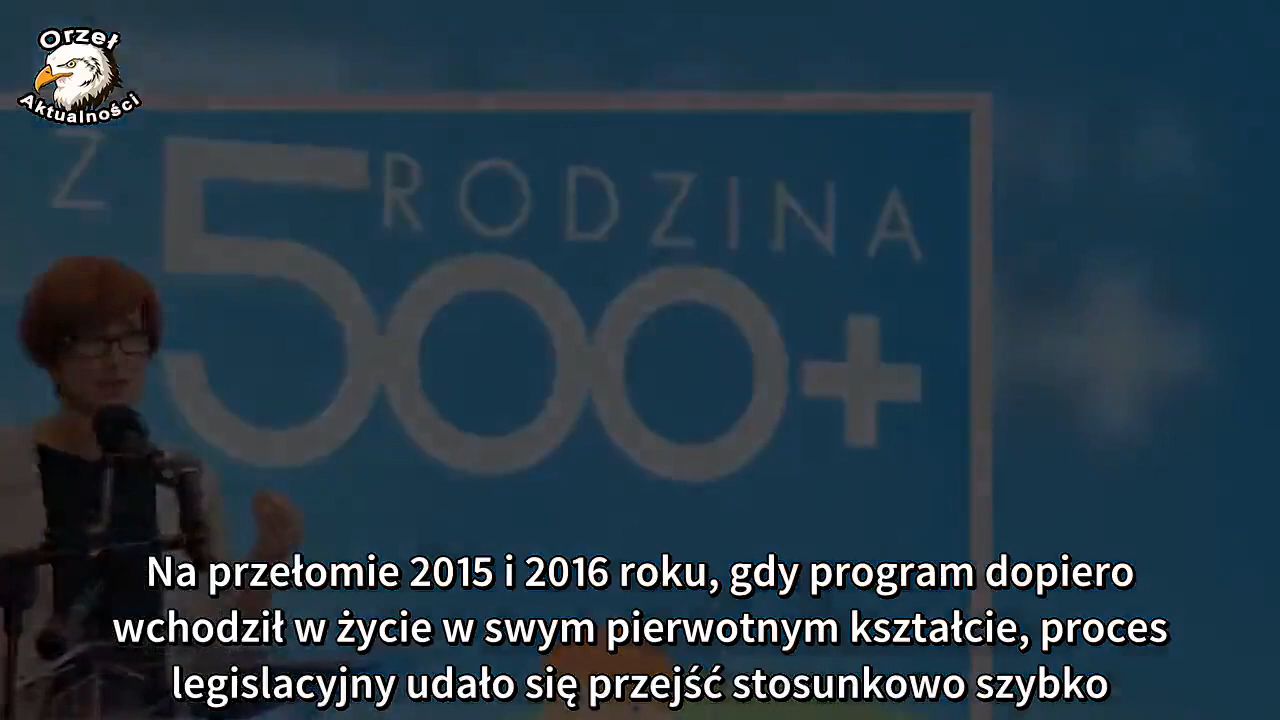 Orzeł
Aktualności
Z
RODZINA
500+
Na przełomie 2015 i 2016 roku, gdy program dopiero
wchodził w życie w swym pierwotnym kształcie, proces
legislacyjny udało się przejść stosunkowo szybko